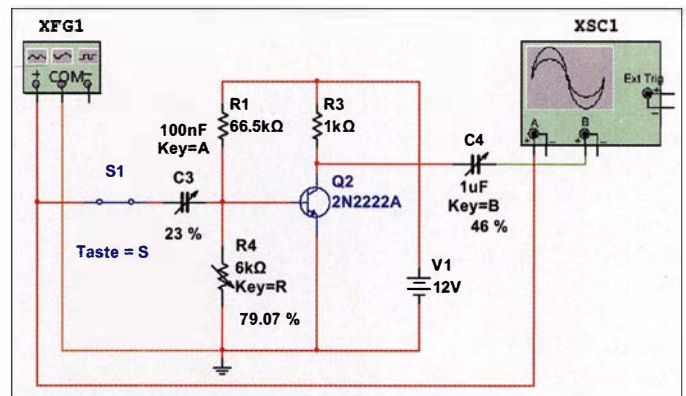 XFG1
COM
XSC1
Ext Trig
A
B
R1
66.5kΩ
R3
1kΩ
100nF
Key=A
C3
23 %
S1
Taste = S
Q2
2N2222A
C4
1uF
Key=B
46 %
R4
6kΩ
Key=R
79.07 %
V1
12V